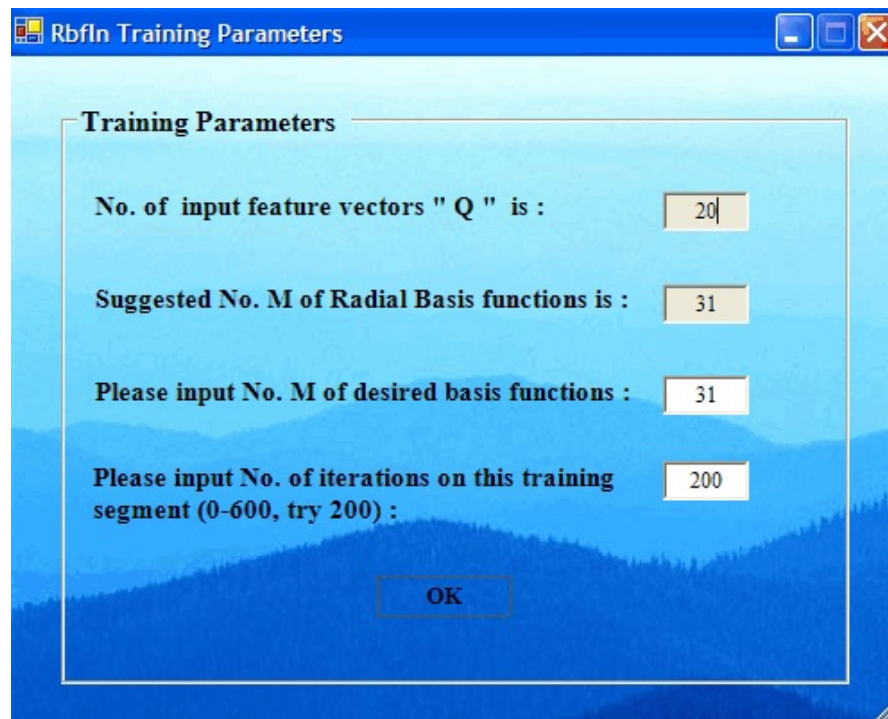 Rbfln Training Parameters
Training Parameters
No. of input feature vectors " Q " is :
20
Suggested No. M of Radial Basis functions is :
31
Please input No. M of desired basis functions :
31
Please input No. of iterations on this training
segment (0-600, try 200) :
200
OK